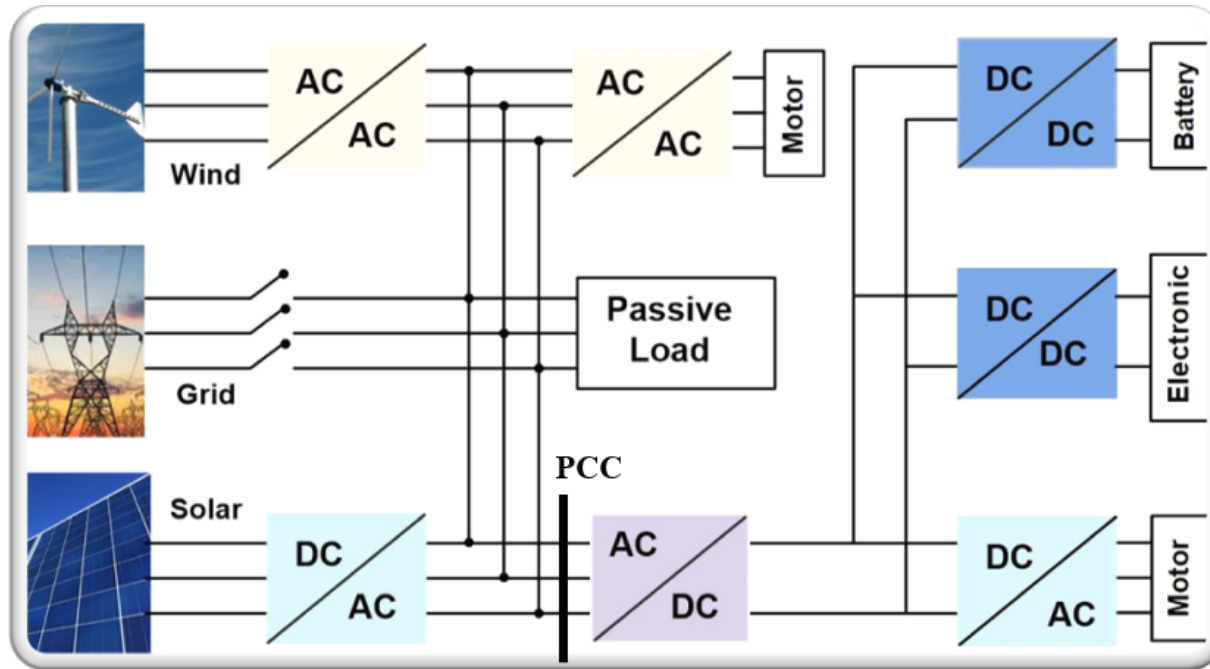 AC
AC
Wind
AC
AC
Motor
DC
DC
Battery
Grid
Passive
Load
DC
DC
Electronic
PCC
Solar
DC
AC
AC
DC
DC
AC
Motor